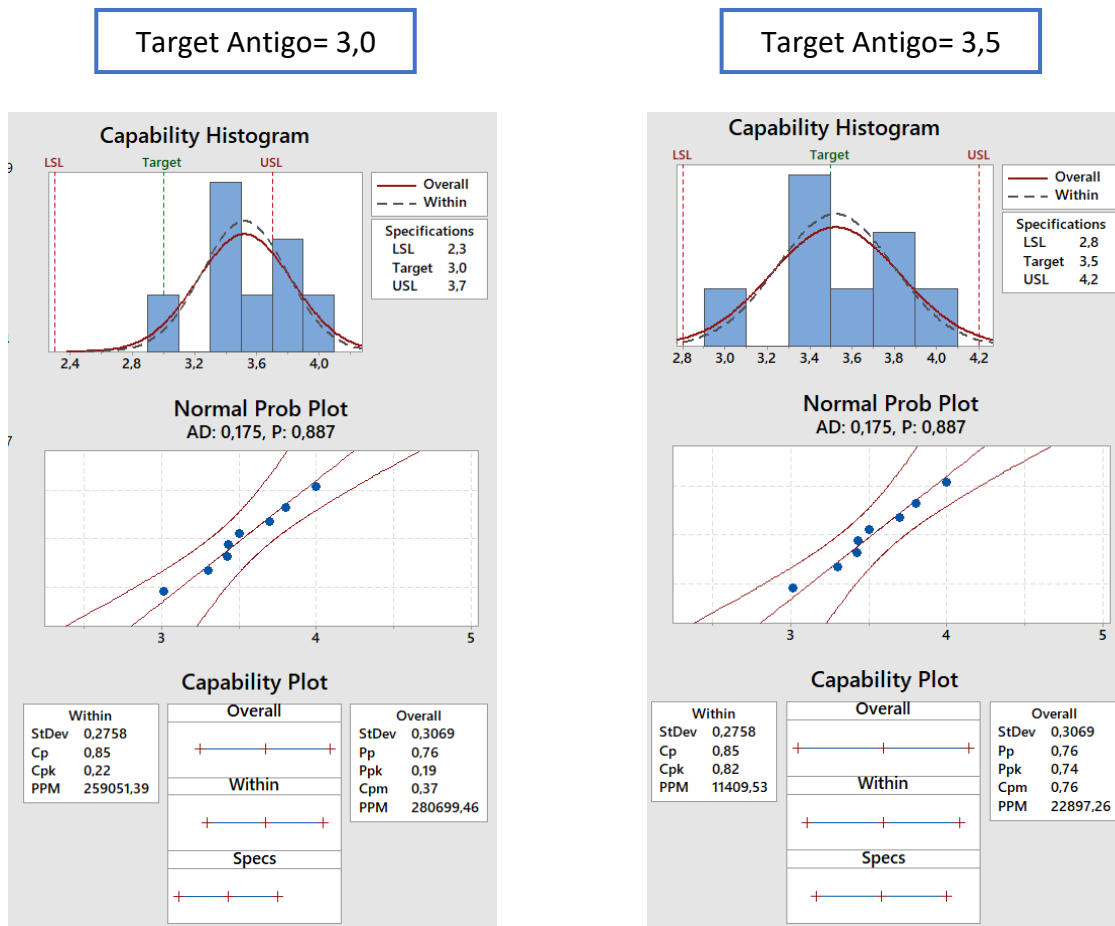 Target Antigo= 3,0
Capability Histogram
LSL Target USL
Overall
Within
Specifications
LSL 2,3
Target 3,0
USL 3,7
2,4 2,8 3,2 3,6 4,0
Normal Prob Plot
AD: 0,175, P: 0,887
3 4 5
Capability Plot
Within
StDev 0,2758
Cp 0,85
Cpk 0,22
PPM 259051,39
Overall
Within
Specs
Overall
StDev 0,3069
Pp 0,76
Ppk 0,19
Cpm 0,37
PPM 280699,46
Target Antigo= 3,5
Capability Histogram
LSL Target USL
Overall
Within
Specifications
LSL 2,8
Target 3,5
USL 4,2
2,8 3,0 3,2 3,4 3,6 3,8 4,0 4,2
Normal Prob Plot
AD: 0,175, P: 0,887
3 4 5
Capability Plot
Within
StDev 0,2758
Cp 0,85
Cpk 0,82
PPM 11409,53
Overall
Within
Specs
Overall
StDev 0,3069
Pp 0,76
Ppk 0,74
Cpm 0,76
PPM 22897,26